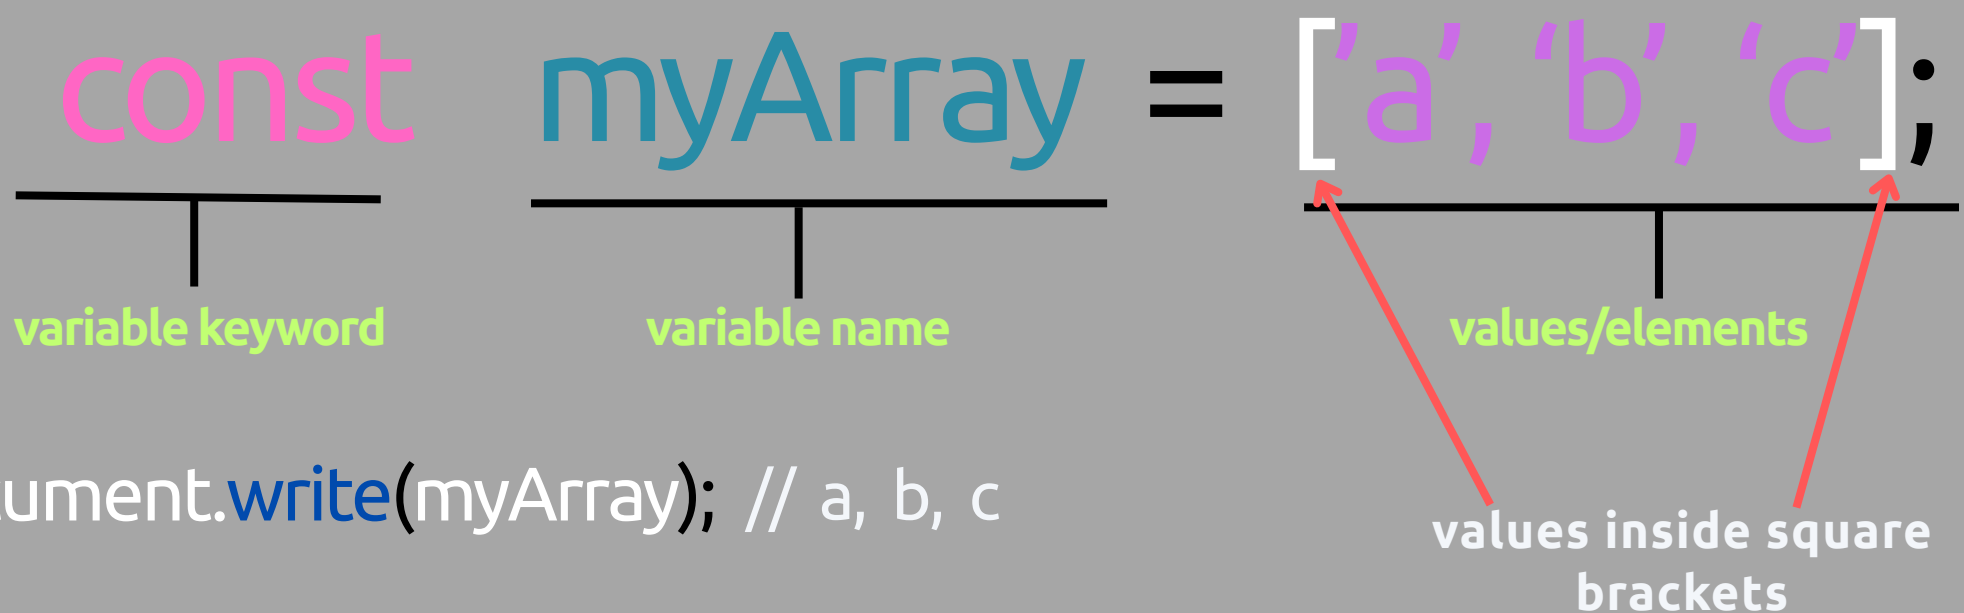 const myArray = [’a’, ‘b’, ‘c’];
variable keyword variable name values/elements
ument.write(myArray); // a, b, c
values inside square
brackets